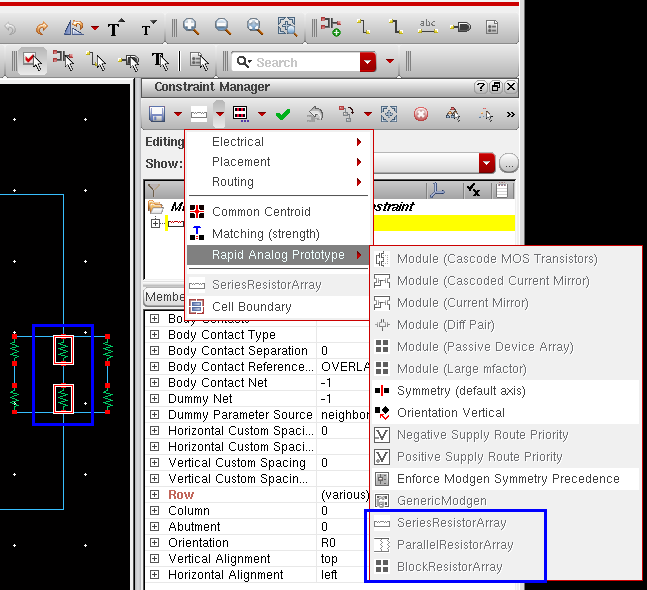 T T
abc
T
Search
Constraint Manager
Editing
Show:
»
Electrical
Placement
Routing
Common Centroid
Matching (strength)
Rapid Analog Prototype
SeriesResistorArray
Cell Boundary
Module (Cascode MOS Transistors)
Module (Cascoded Current Mirror)
Module (Current Mirror)
Module (Diff Pair)
Module (Passive Device Array)
Module (Large mfactor)
Symmetry (default axis)
Orientation Vertical
Negative Supply Route Priority
Positive Supply Route Priority
Enforce Modgen Symmetry Precedence
GenericModgen
SeriesResistorArray
ParallelResistorArray
BlockResistorArray
Body Contact Type
Body Contact Separation 0
Body Contact Reference... OVERLA
Body Contact Net -1
Dummy Net -1
Dummy Parameter Source neighbor
Horizontal Custom Spaci... 0
Horizontal Custom Spaci...
Vertical Custom Spacing 0
Vertical Custom Spacin...
Row (various)
Column 0
Abutment 0
Orientation R0
Vertical Alignment top
Horizontal Alignment left